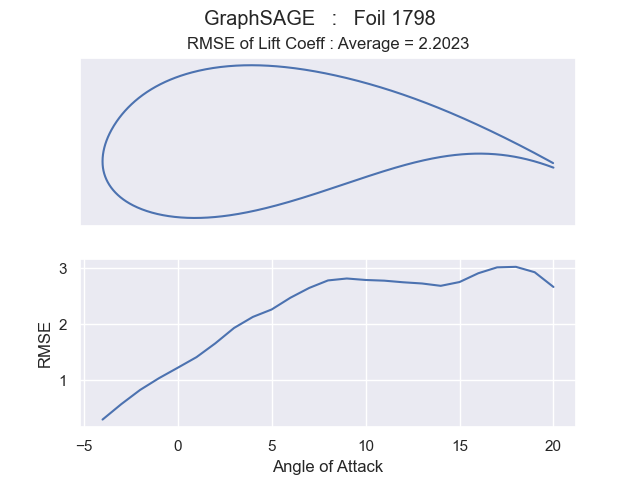 GraphSAGE   :   Foil 1798
RMSE of Lift Coeff : Average = 2.2023
3
2
1
RMSE
−5 0 5 10 15 20
Angle of Attack